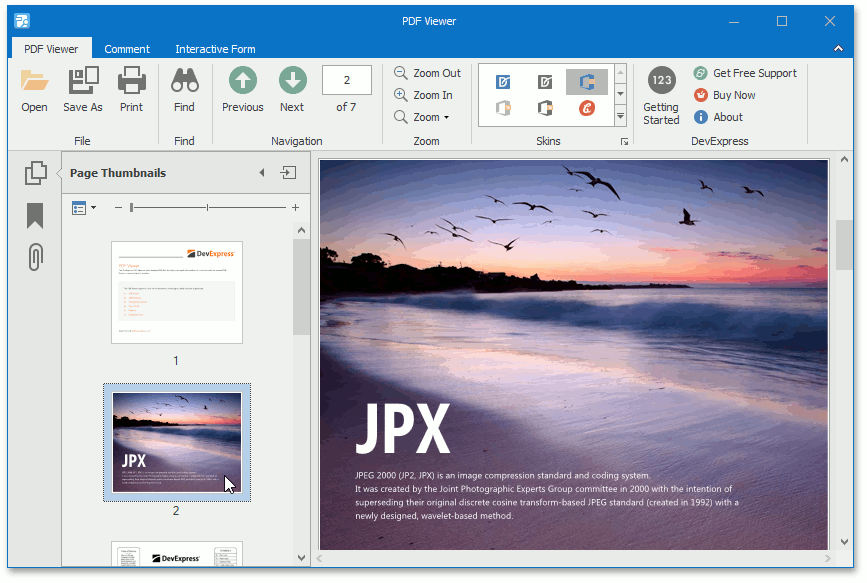 PDF Viewer
PDF Viewer Comment Interactive Form
Open Save As Print
File
Find
Find
Previous Next
2
of 7
Navigation
Zoom Out
Zoom In
Zoom
Zoom
Skins
123
Getting
Started
Get Free Support
Buy Now
About
DevExpress
Page Thumbnails
DevExpress
PDF Viewer
1
JPX
2
DevExpress
JPX
JPEG 2000 (JP2, JPX) is an image compression standard and coding system.
It was created by the Joint Photographic Experts Group committee in 2000 with the intention of
superseding their original discrete cosine transform-based JPEG standard (created in 1992) with a
newly designed, wavelet-based method.